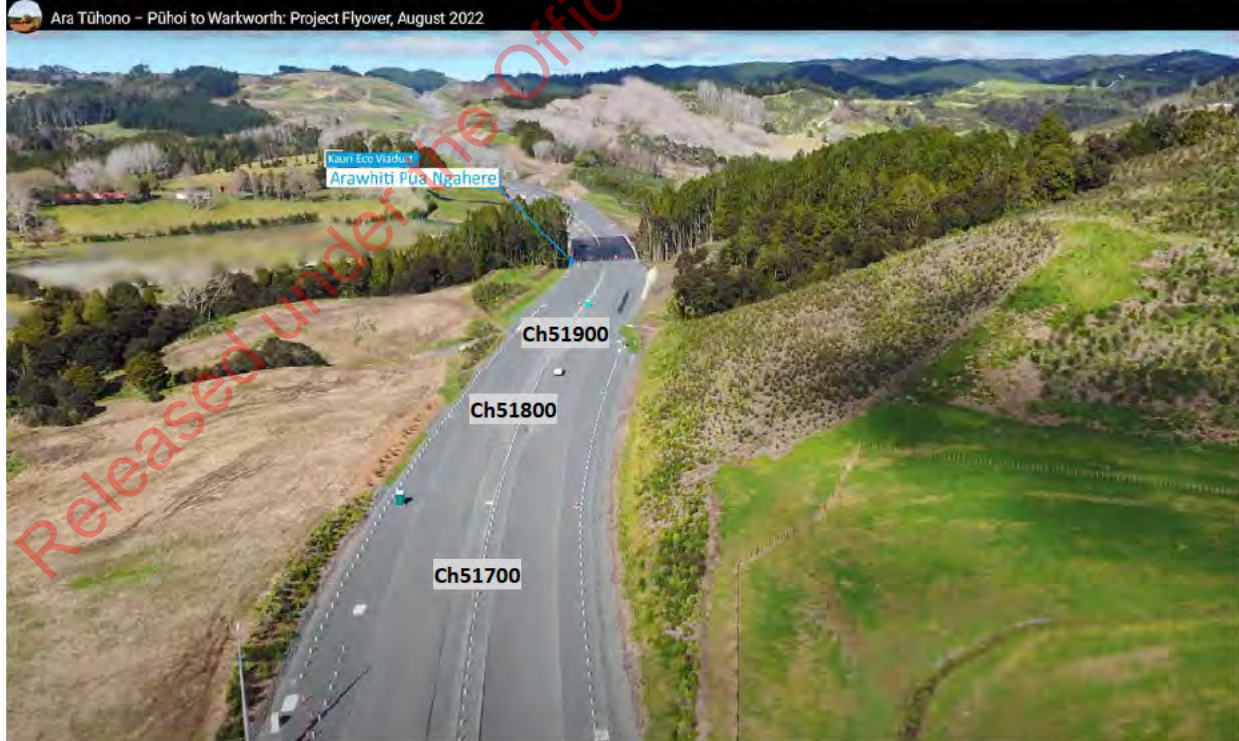 Ara Tūhono – Pūhoi to Warkworth: Project Flyover, August 2022
Kauri Eco Viaduct
Arawhiti Pua Ngahere
Ch51900
Ch51800
Ch51700
Released under the Offic